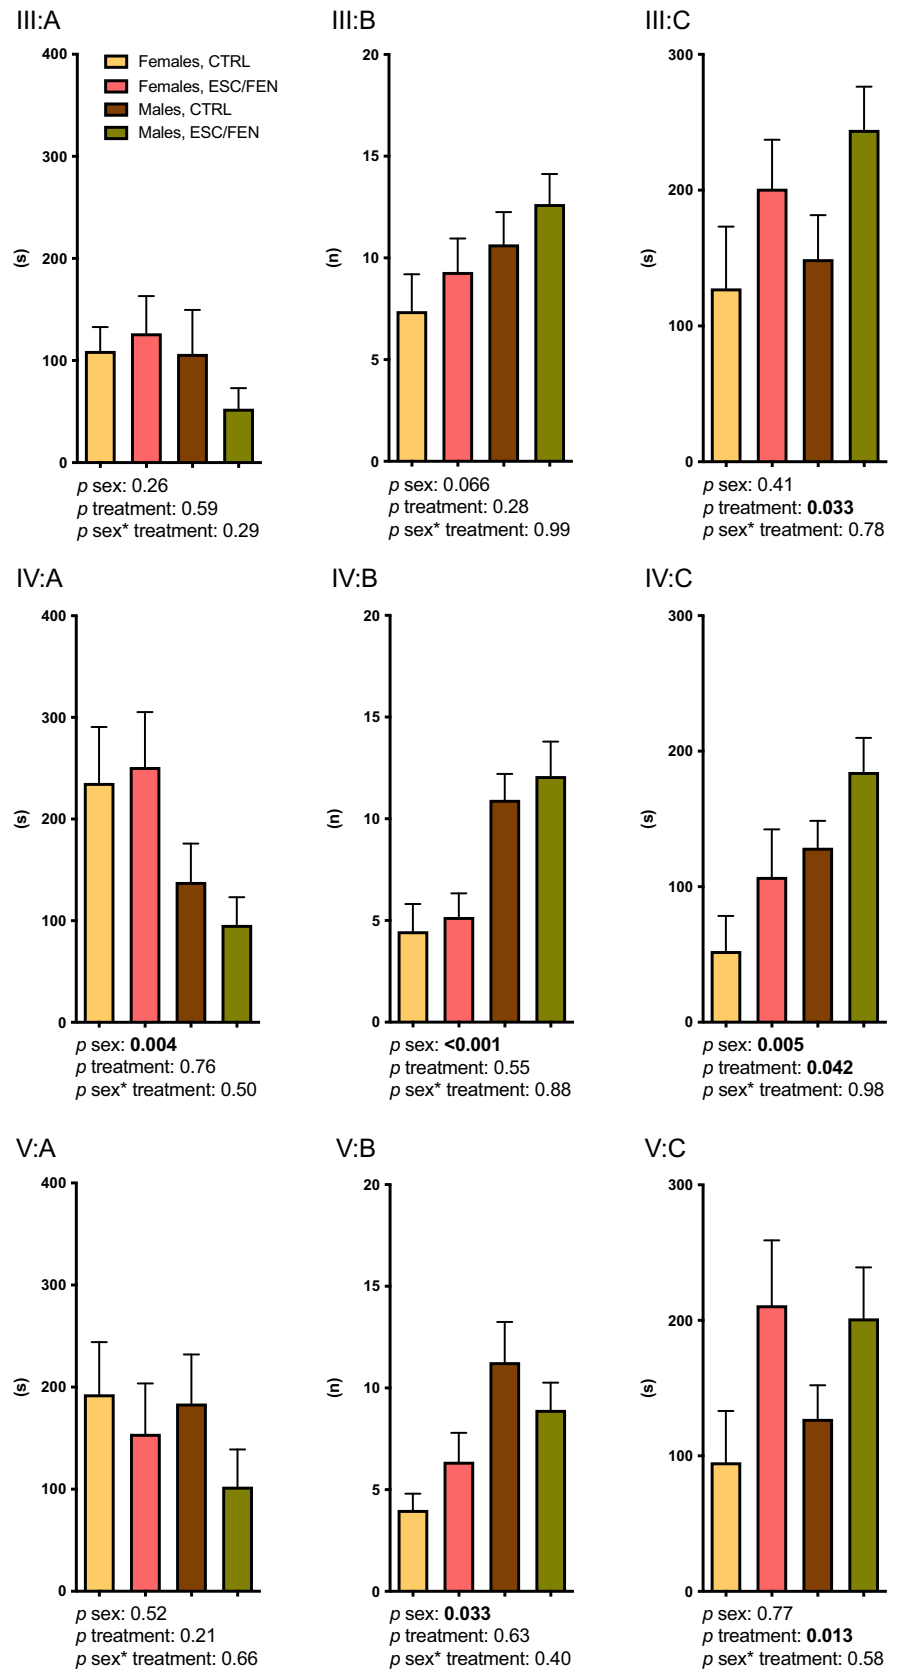 III:A
III:B
III:C
400
300
200
100
0
(s)
Females, CTRL
Females, ESC/FEN
Males, CTRL
Males, ESC/FEN
20
15
10
5
0
(n)
300
200
100
0
(s)
p sex: 0.26
p treatment: 0.59
p sex* treatment: 0.29
p sex: 0.066
p treatment: 0.28
p sex* treatment: 0.99
p sex: 0.41
p treatment: 0.033
p sex* treatment: 0.78
IV:A
IV:B
IV:C
400
300
200
100
0
(s)
20
15
10
5
0
(n)
300
200
100
0
(s)
p sex: 0.004
p treatment: 0.76
p sex* treatment: 0.50
p sex: <0.001
p treatment: 0.55
p sex* treatment: 0.88
p sex: 0.005
p treatment: 0.042
p sex* treatment: 0.98
V:A
V:B
V:C
400
300
200
100
0
(s)
20
15
10
5
0
(n)
300
200
100
0
(s)
p sex: 0.52
p treatment: 0.21
p sex* treatment: 0.66
p sex: 0.033
p treatment: 0.63
p sex* treatment: 0.40
p sex: 0.77
p treatment: 0.013
p sex* treatment: 0.58